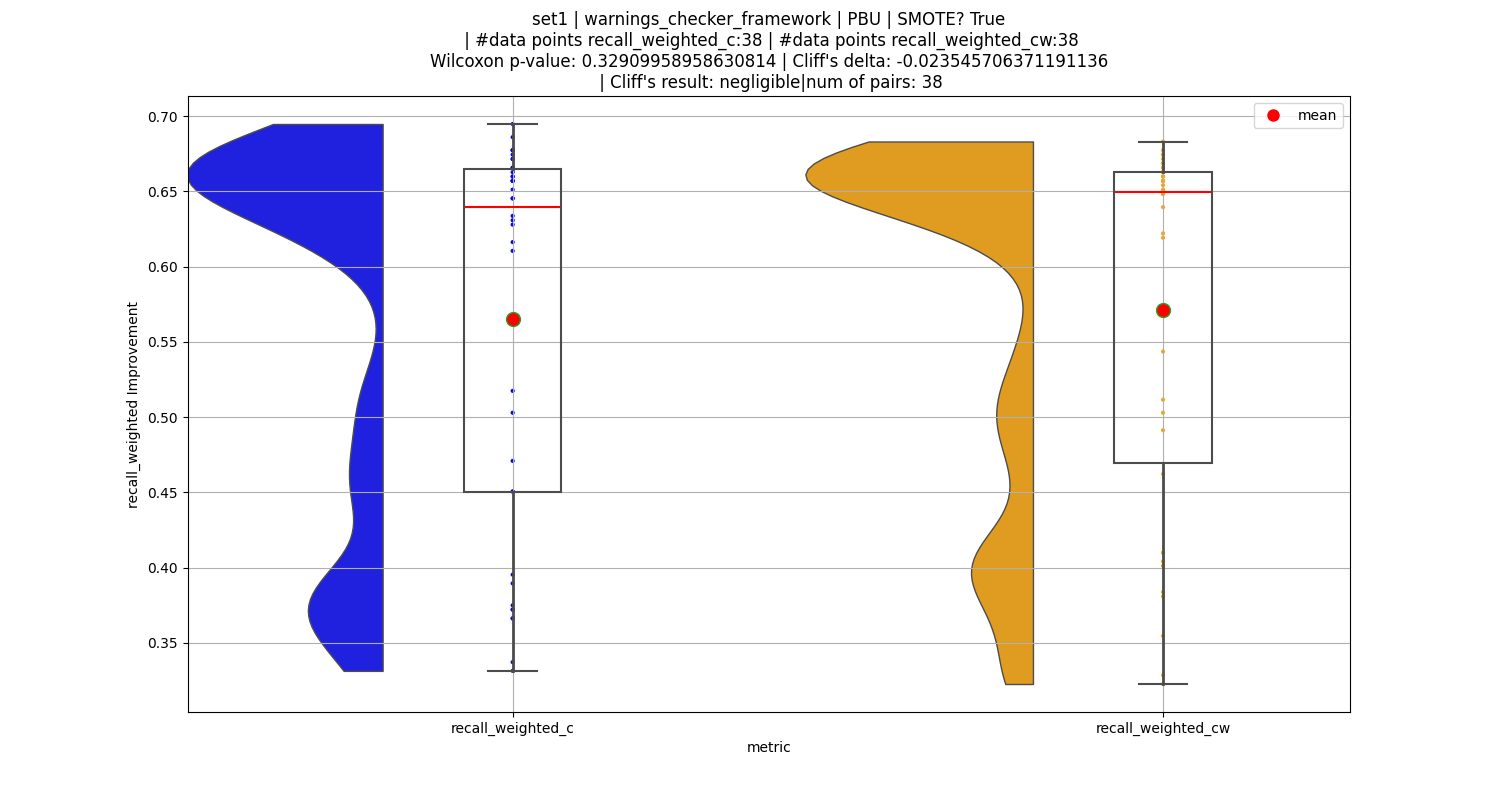 set1 | warnings_checker_framework | PBU | SMOTE? True
| #data points recall_weighted_c:38 | #data points recall_weighted_cw:38
Wilcoxon p-value: 0.32909958958630814 | Cliff's delta: -0.023545706371191136
| Cliff's result: negligible|num of pairs: 38
mean
0.70
0.65
0.60
0.55
0.50
0.45
0.40
0.35
recall_weighted Improvement
recall_weighted_c
recall_weighted_cw
metric